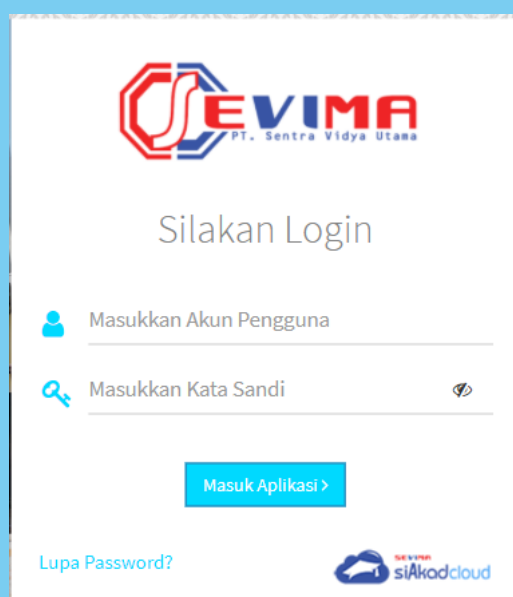 SEVIMA
PT. Sentra Vidya Utama
Silakan Login
Masukkan Akun Pengguna
Masukkan Kata Sandi
Masuk Aplikasi >
Lupa Password?
SEVIMA
siAkadcloud